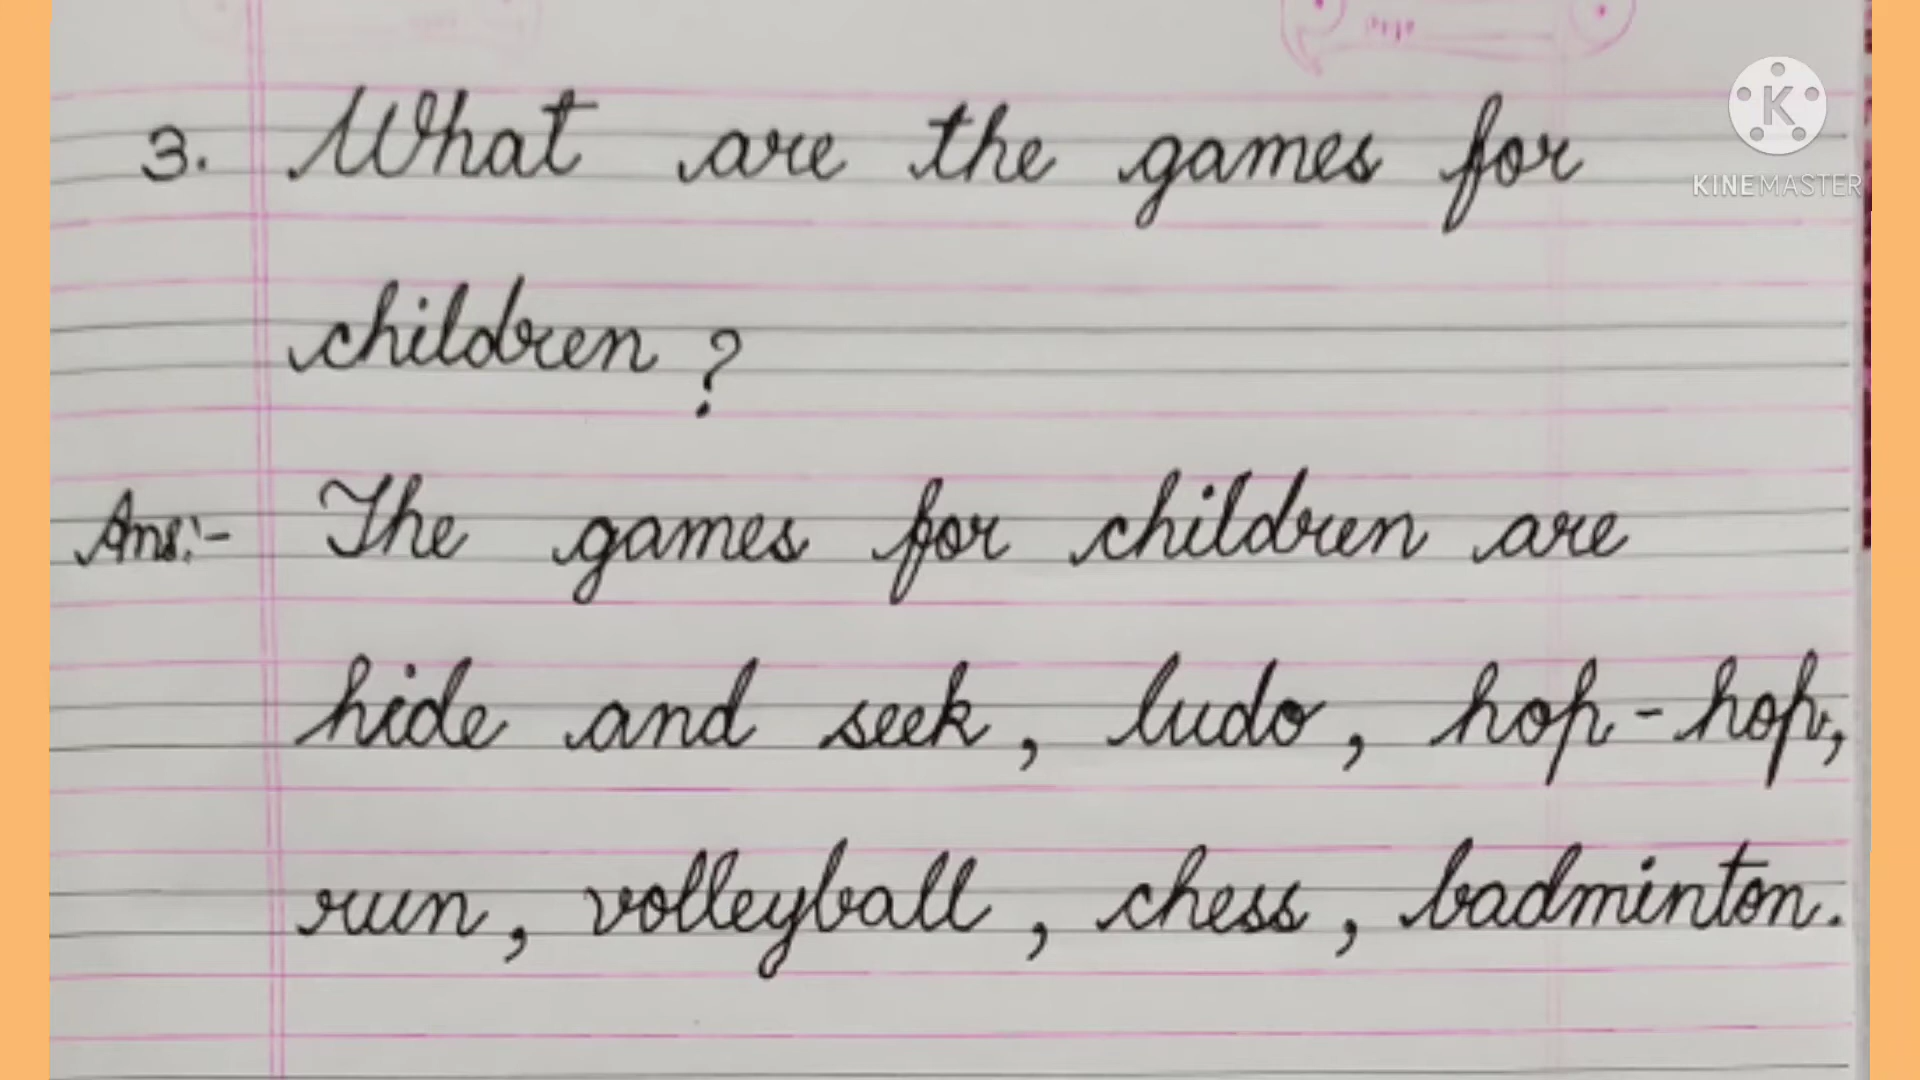 3. What are the games for
KINEMASTER
children ?
Ans:- The games for children are
hide and seek, ludo, hop-hop,
run, volleyball, chess, badminton.